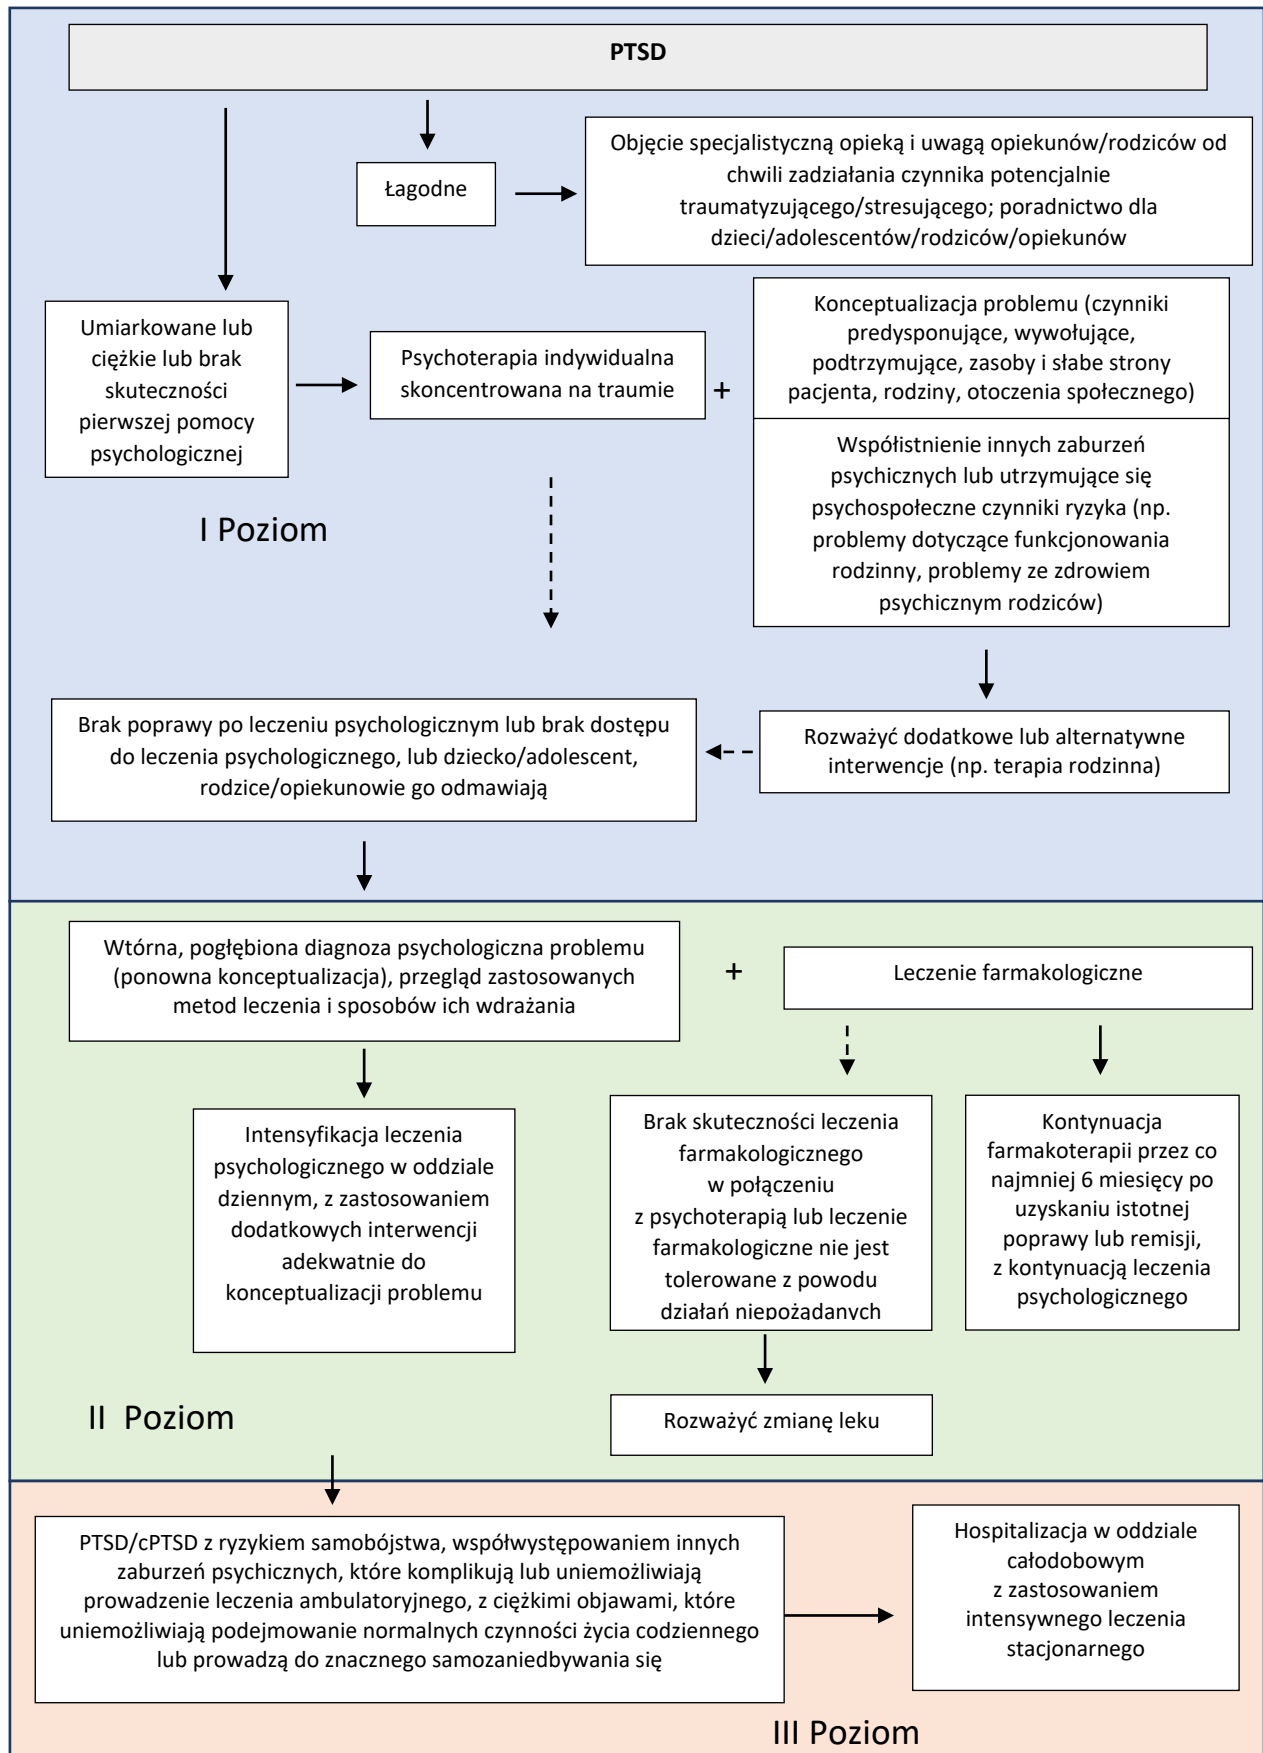 PTSD
Łagodne
Objęcie specjalistyczną opieką i uwagą opiekunów/rodziców od
chwili zadziałania czynnika potencjalnie
traumatyzującego/stresującego; poradnictwo dla
dzieci/adolescentów/rodziców/opiekunów
Umiarkowane lub
ciężkie lub brak
skuteczności
pierwszej pomocy
psychologicznej
Psychoterapia indywidualna
skoncentrowana na traumie
+
Konceptualizacja problemu (czynniki
predysponujące, wywołujące,
podtrzymujące, zasoby i słabe strony
pacjenta, rodziny, otoczenia społecznego)
Współistnienie innych zaburzeń
psychicznych lub utrzymujące się
psychospołeczne czynniki ryzyka (np.
problemy dotyczące funkcjonowania
rodzinny, problemy ze zdrowiem
psychicznym rodziców)
I Poziom
Brak poprawy po leczeniu psychologicznym lub brak dostępu
do leczenia psychologicznego, lub dziecko/adolescent,
rodzice/opiekunowie go odmawiają
Rozważyć dodatkowe lub alternatywne
interwencje (np. terapia rodzinna)
Wtórna, pogłębiona diagnoza psychologiczna problemu
(ponowna konceptualizacja), przegląd zastosowanych
metod leczenia i sposobów ich wdrażania
+
Leczenie farmakologiczne
Intensyfikacja leczenia
psychologicznego w oddziale
dziennym, z zastosowaniem
dodatkowych interwencji
adekwatnie do
konceptualizacji problemu
Brak skuteczności leczenia
farmakologicznego
w połączeniu
z psychoterapią lub leczenie
farmakologiczne nie jest
tolerowane z powodu
działań niepożądanych
Kontynuacja
farmakoterapii przez co
najmniej 6 miesięcy po
uzyskaniu istotnej
poprawy lub remisji,
z kontynuacją leczenia
psychologicznego
Rozważyć zmianę leku
II Poziom
PTSD/cPTSD z ryzykiem samobójstwa, współwystępowaniem innych
zaburzeń psychicznych, które komplikują lub uniemożliwiają
prowadzenie leczenia ambulatoryjnego, z ciężkimi objawami, które
uniemożliwiają podejmowanie normalnych czynności życia codziennego
lub prowadzą do znacznego samozaniedbywania się
Hospitalizacja w oddziale
całodobowym
z zastosowaniem
intensywnego leczenia
stacjonarnego
III Poziom